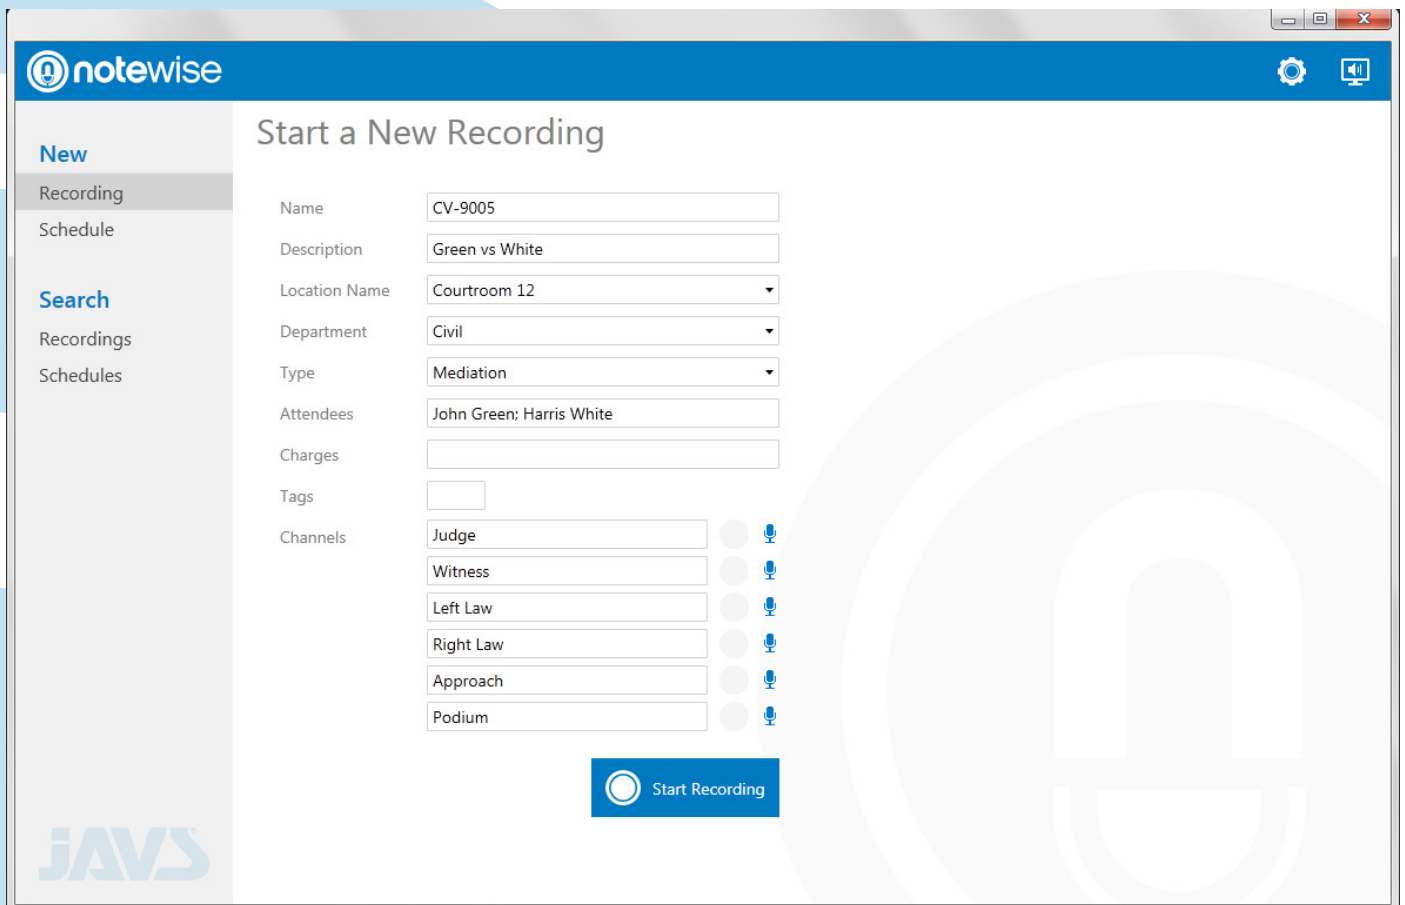 notewise
Start a New Recording
New
Recording
Schedule
Search
Recordings
Schedules
Name CV-9005
Description Green vs White
Location Name Courtroom 12
Department Civil
Type Mediation
Attendees John Green; Harris White
Charges
Tags
Channels Judge
Witness
Left Law
Right Law
Approach
Podium
Start Recording
JAVS